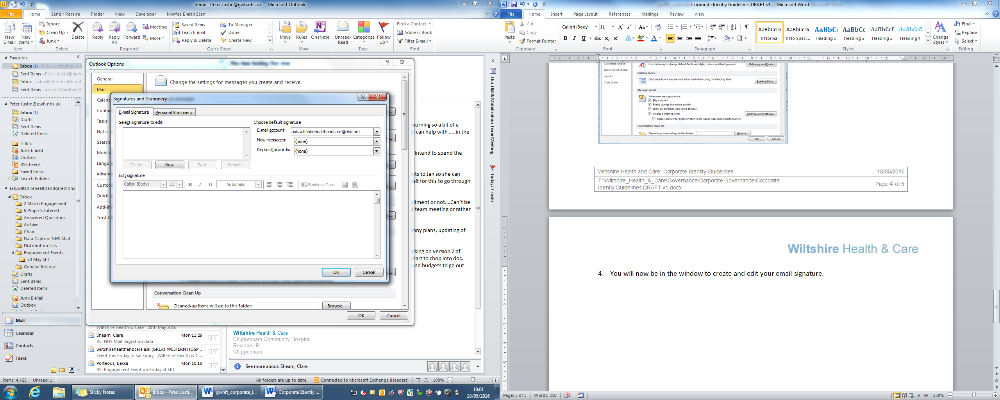 Inbox - PeterJustin@gwh.nhs.uk - Microsoft Outlook
File Home Send / Receive Folder View Developer McAfee E-mail Scan
New E-mail
New Items
New
Ignore
Clean Up
Junk
Delete
Delete
Reply
Reply All
Forward
Meeting
More
Respond
Saved Items
Team E-mail
Reply & Delete
To Manager
Done
Create New
Quick Steps
Move
Rules
OneNote
Move
Unread/ Read
Categorize
Follow Up
Tags
Find a Contact
Address Book
Filter E-mail
Find
Favorites
Inbox (1) - Peter.Justin@gwh.n
Sent Items - Peter.Justin@gwh
Inbox - ask.wiltshirehealthand
Sent Items - ask.wiltshirehealth
Peter.Justin@gwh.nhs.uk
Inbox (1)
Drafts
Sent Items
Deleted Items
H & S
Junk E-mail
Outbox
RSS Feeds
Saved Items
Search Folders
ask.wiltshirehealthandcare@nhs
Inbox
2 March Engagement
6 Projects Interest
Answered Questions
Archive
Chair
Data Capture NHS Mail
Distribution lists
Engagement Events
20 May SFT
General Interest
Drafts
Sent Items
Deleted Items
Junk E-Mail
Outbox
Mail
Calendar
Contacts
Tasks
Outlook Options
No tea today for me
General
Mail
Calend
Contac
Tasks
Notes
Search
Mobile
Langua
Advanc
Custor
Quick
Add-In
Trust C
Change the settings for messages you create and receive.
Signatures and Stationery
E-mail Signature
Personal Stationery
Select signature to edit
Choose default signature
E-mail account: ask.wiltshirehealthandcare@nhs.net
New messages: (none)
Replies/forwards: (none)
Delete New Save Rename
Edit signature
Calibri (Body) 11 B I U Automatic Business Card
OK Cancel
Conversation Clean Up
Cleaned-up items will go to this folder:
Browse...
OK Cancel
orning so a bit of a
can help with .....in the
intend to spend the
ts to Jan so she can
ait for this to go through
tment or not....Can't be
team meeting or rather
ony plans, updating of
rking on version 7 of
hart to chop into doc.
nd budgets to go out
Thu 10:00: Mobilisation Team Meeting
Today: 7 Tasks
Wiltshire Health & Care - 20th May 2016
Shearn, Clare Mon 11:29
RE: NHS Mail migration data
wiltshirehealthandcare ask (GREAT WESTERN HOSP...
Event this Friday in Salisbury - Wiltshire Health & C...
Porteous, Becca Mon 10:10
RE: Engagement Event on Friday at SFT
Wiltshire Health & Care
Chippenham Community Hospital
Rowden Hill
Chippenham
See more about: Shearn, Clare.
Items: 4,425 Unread: 1
All folders are up to date. Connected to Microsoft Exchange (Headers) 100%
Sticky Notes
Inbox - PeterJusti...
gwhft_corporate_i...
Corporate Identiy ...
10:01
18/05/2016
Corporate Identiy Guidelines DRAFT v1 - Microsoft Word
File Home Insert Page Layout References Mailings Review View
Paste
Cut
Copy
Format Painter
Clipboard
Calibri (Body) 11
Font
Paragraph
¶ Normal
¶ No Spaci...
Heading 1
Heading 2
Heading 3
Heading 4
Change Styles
Styles
Find
Replace
Select
Editing
Customize Ribbon
Quick Access Toolbar
Add-Ins
Trust Center
Use stationery to change default fonts and styles, colors, and backgrounds.
Stationery and Fonts...
Outlook panes
Customize how items are marked as read when using the Reading Pane.
Reading Pane...
Message arrival
When new messages arrive:
Play a sound
Briefly change the mouse pointer
Show an envelope icon in the taskbar
Display a Desktop Alert
Desktop Alert Settings...
Enable preview for Rights Protected messages (May impact performance)
Conversation Clean Up
Cleaned-up items will go to this folder:
Browse...
OK Cancel
Wiltshire Health and Care: Corporate Identity Guidelines 18/05/2016
T:\Wiltshire_Health_&_Care\Governance\Corporate Governance\Corporate
Identiy Guidelines DRAFT v1.docx
Page 4 of 5
Wiltshire Health & Care
4. You will now be in the window to create and edit your email signature.
Page: 5 of 5 Words: 210
130%